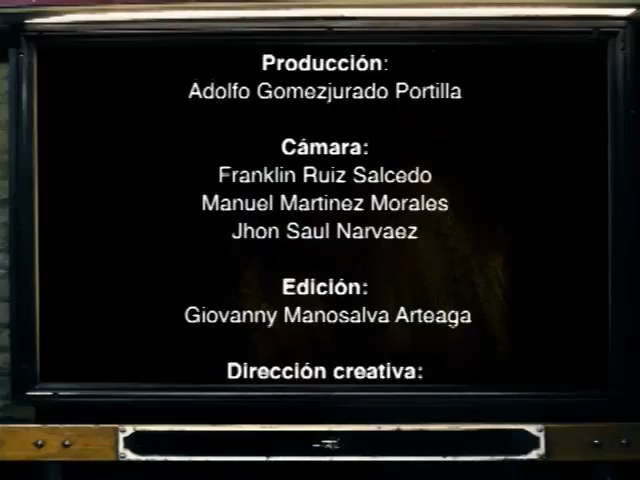 Producción:
Adolfo Gomezjurado Portilla
Cámara:
Franklin Ruiz Salcedo
Manuel Martinez Morales
Jhon Saul Narvaez
Edición:
Giovanny Manosalva Arteaga
Dirección creativa: